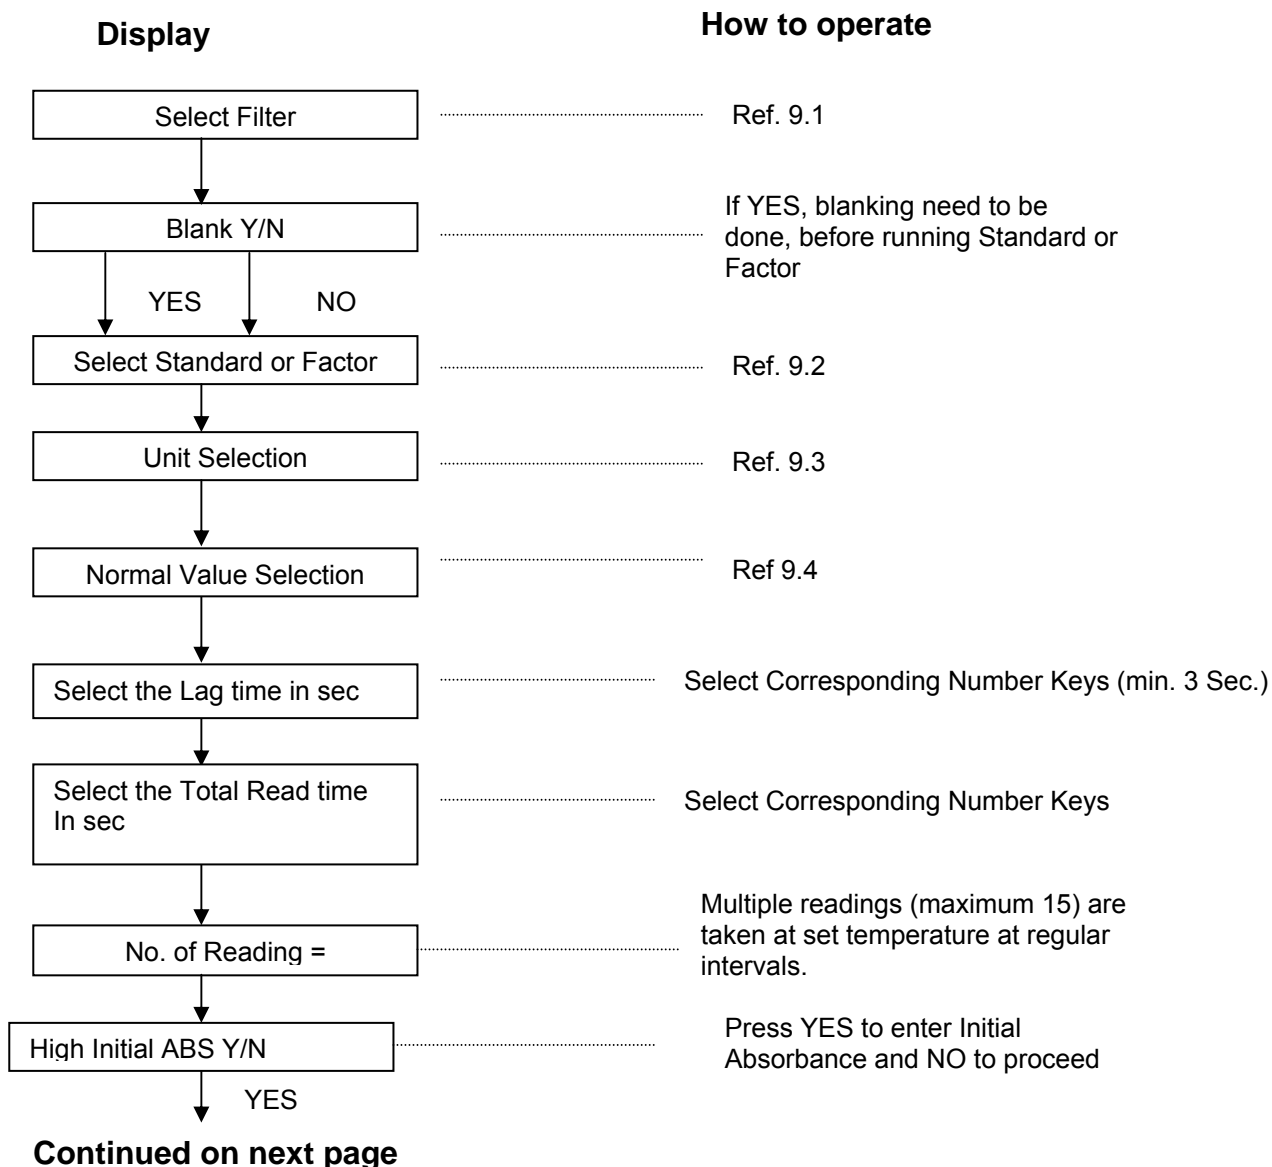 Display
How to operate
Select Filter
Ref. 9.1
Blank Y/N
If YES, blanking need to be
done, before running Standard or
Factor
YES
NO
Select Standard or Factor
Ref. 9.2
Unit Selection
Ref. 9.3
Normal Value Selection
Ref 9.4
Select the Lag time in sec
Select Corresponding Number Keys (min. 3 Sec.)
Select the Total Read time
In sec
Select Corresponding Number Keys
No. of Reading =
Multiple readings (maximum 15) are
taken at set temperature at regular
intervals.
High Initial ABS Y/N
Press YES to enter Initial
Absorbance and NO to proceed
YES
Continued on next page